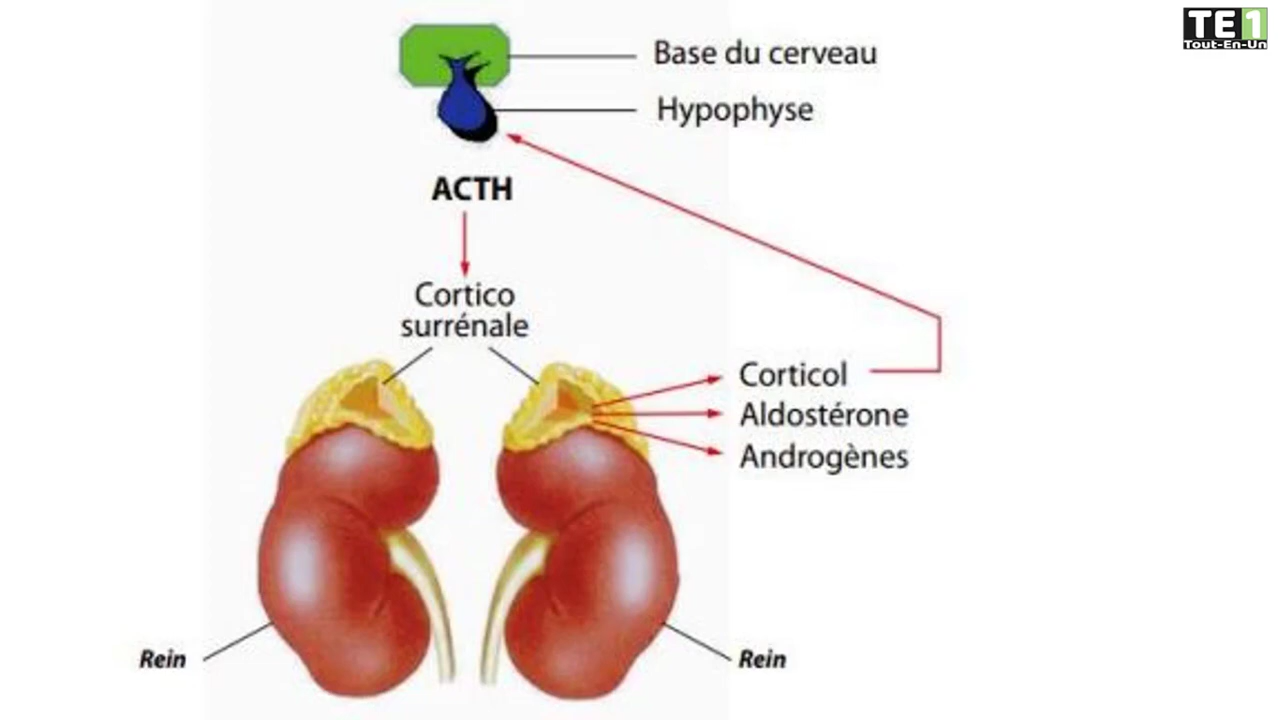 TE1
Tout-En-Un
Base du cerveau
Hypophyse
ACTH
Cortico
surrénale
Corticol
Aldostérone
Androgènes
Rein
Rein